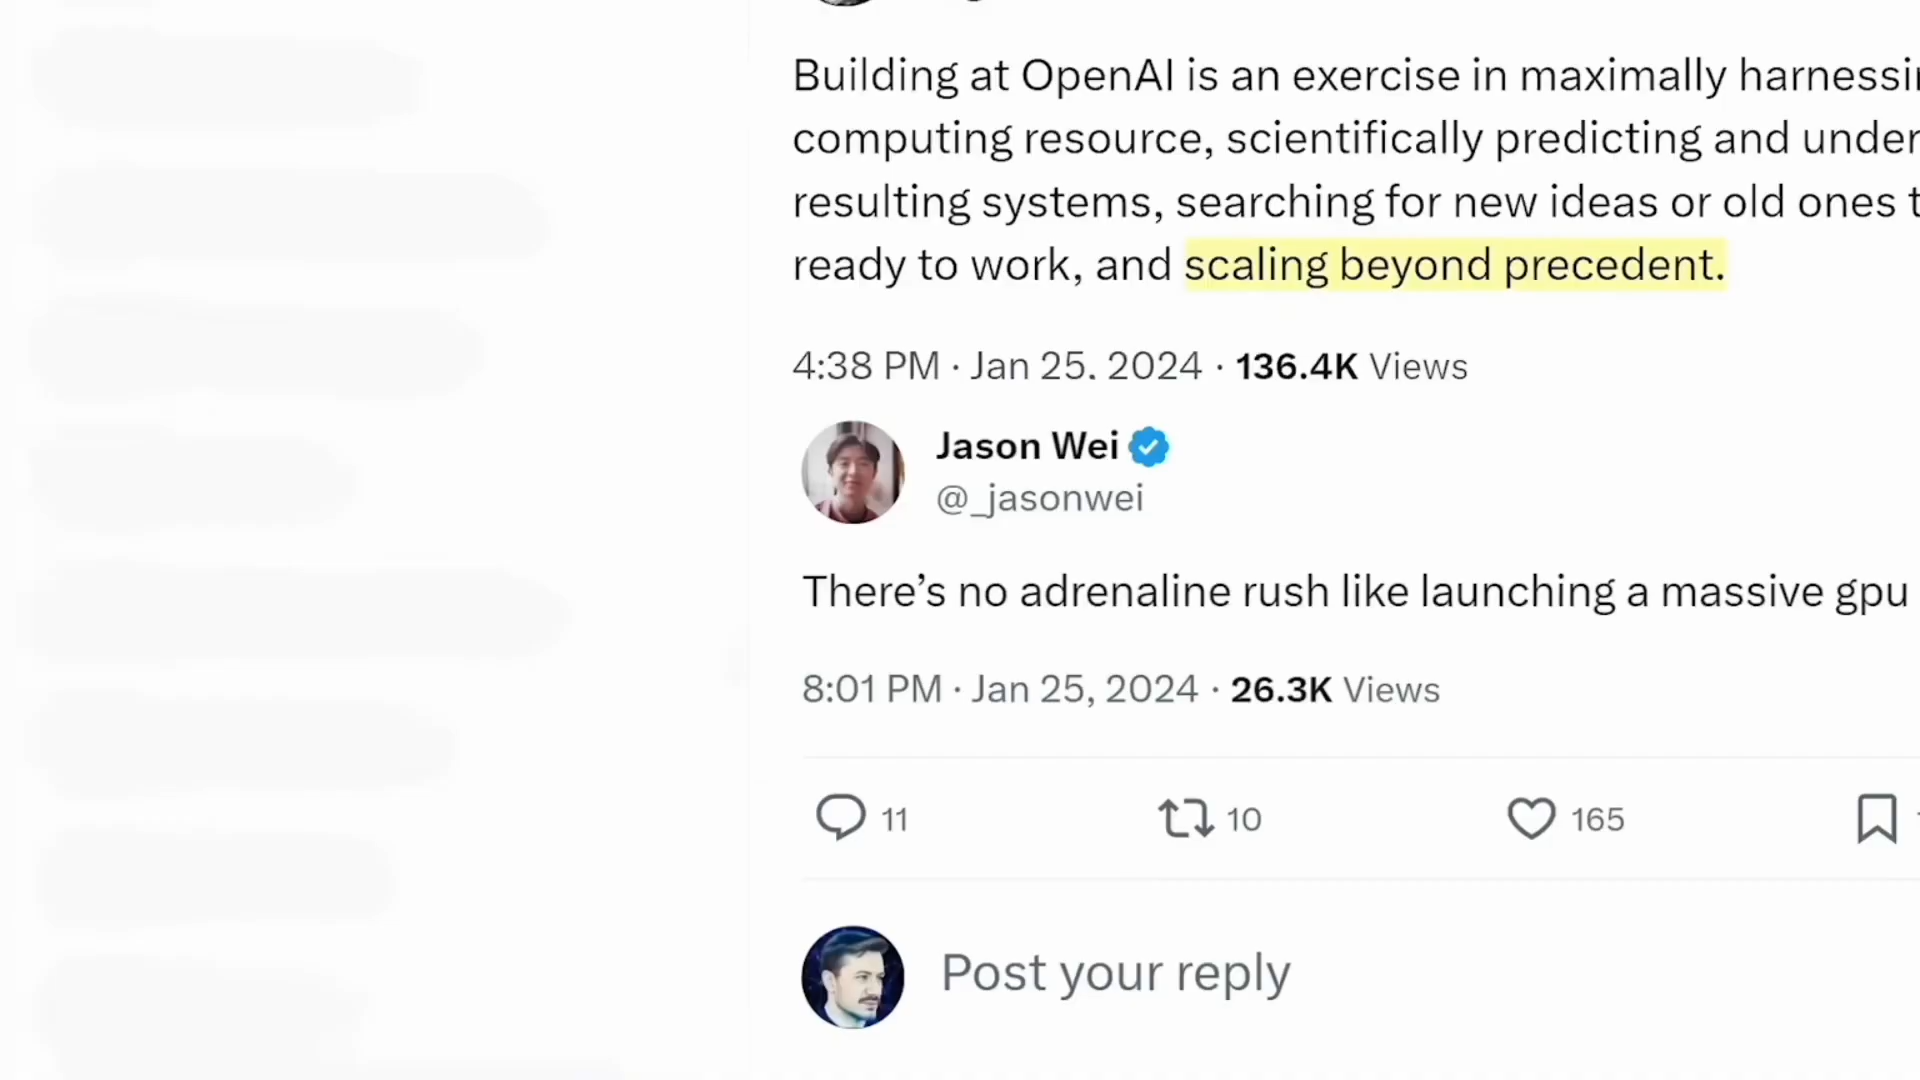 Building at OpenAI is an exercise in maximally
computing resource, scientifically predicting and
resulting systems, searching for new ideas or old ones
ready to work, and scaling beyond precedent.
4:38 PM · Jan 25. 2024 · 136.4K Views
Jason Wei
@_jasonwei
There’s no adrenaline rush like launching a massive gpu
8:01 PM · Jan 25, 2024 · 26.3K Views
11 10 165
Post your reply